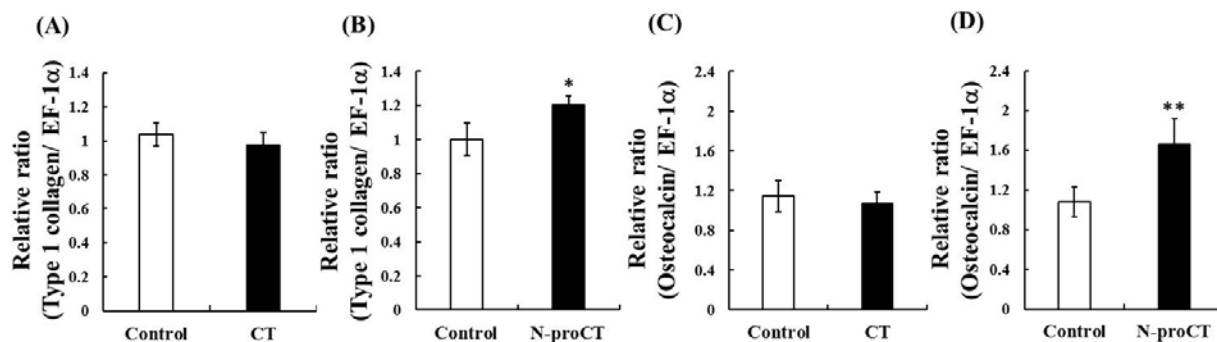 (A)
Relative ratio
(Type 1 collagen/ EF-1α)
1.4
1.2
1
0.8
0.6
0.4
0.2
0
Control
CT
(B)
Relative ratio
(Type 1 collagen/ EF-1α)
1.4
1.2
1
0.8
0.6
0.4
0.2
0
*
Control
N-proCT
(C)
Relative ratio
(Osteocalcin/ EF-1α)
2.4
2
1.6
1.2
0.8
0.4
0
Control
CT
(D)
Relative ratio
(Osteocalcin/ EF-1α)
2.4
2
1.6
1.2
0.8
0.4
0
**
Control
N-proCT